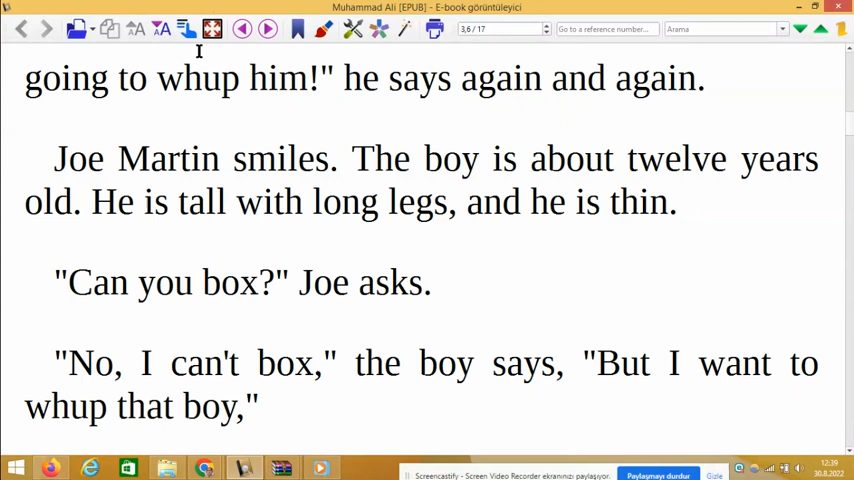 Muhammad Ali [EPUB] - E-book görüntüleyici
3,6 / 17
Go to a reference number...
Arama
going to whup him!" he says again and again.
Joe Martin smiles. The boy is about twelve years
old. He is tall with long legs, and he is thin.
"Can you box?" Joe asks.
"No, I can't box," the boy says, "But I want to
whup that boy,"
Screencastify - Screen Video Recorder ekranınızı paylaşıyor.
Paylaşmayı durdur
Gizle
12:39
30.8.2022